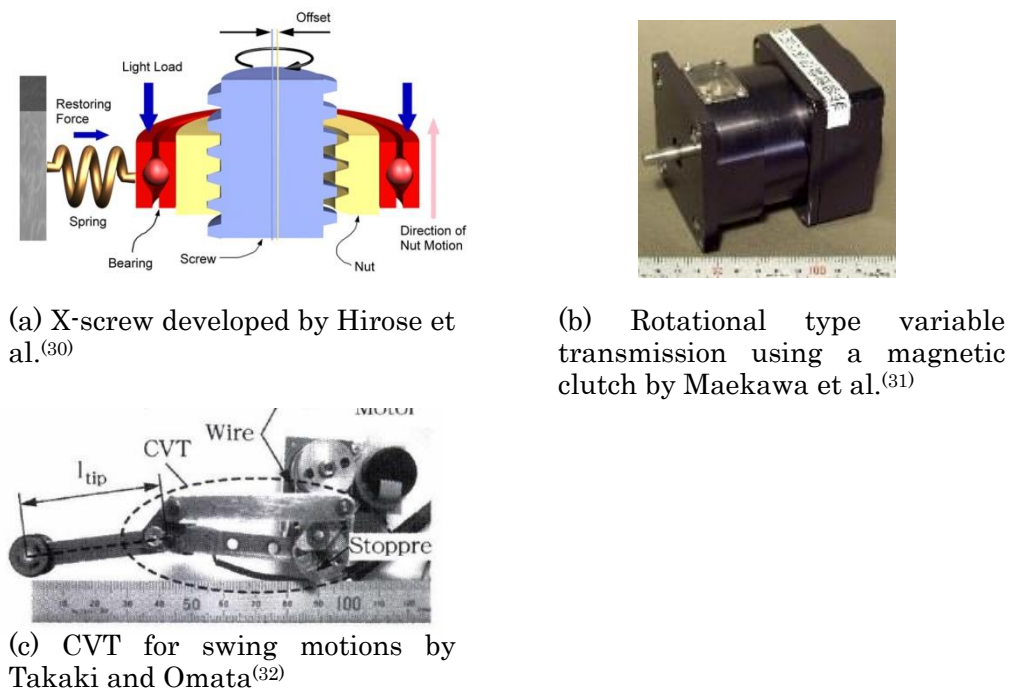 Offset
Light Load
Restoring
Force
Spring
Bearing
Screw
Nut
Direction of
Nut Motion
100
(a) X-screw developed by Hirose et
al.(30)
(b) Rotational type variable
transmission using a magnetic
clutch by Maekawa et al.(31)
Motor
Wire
CVT
l tip
Stoppre
50
100
(c) CVT for swing motions by
Takaki and Omata(32)